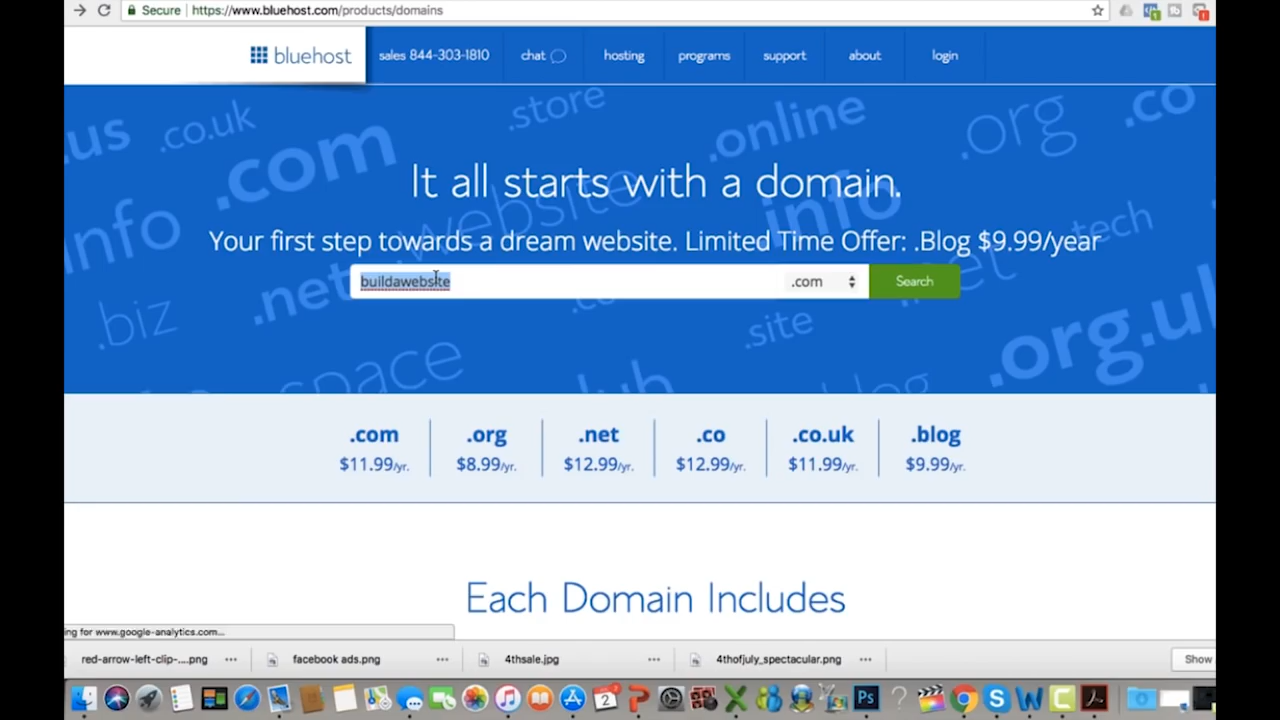 Secure https://www.bluehost.com/products/domains
bluehost sales 844-303-1810 chat hosting programs support about login
.us .co.uk .com .store .online .org .co
It all starts with a domain.
info .website info .tech
Your first step towards a dream website. Limited Time Offer: .Blog $9.99/year
buildawebsite .com Search
.biz .net .site .org.uk
space club blog
.com .org .net .co .co.uk .blog
$11.99/yr. $8.99/yr. $12.99/yr. $12.99/yr. $11.99/yr. $9.99/yr.
Each Domain Includes
ing for www.google-analytics.com...
red-arrow-left-clip-....png facebook ads.png 4thsale.jpg 4thofjuly_spectacular.png Show
2 Ps